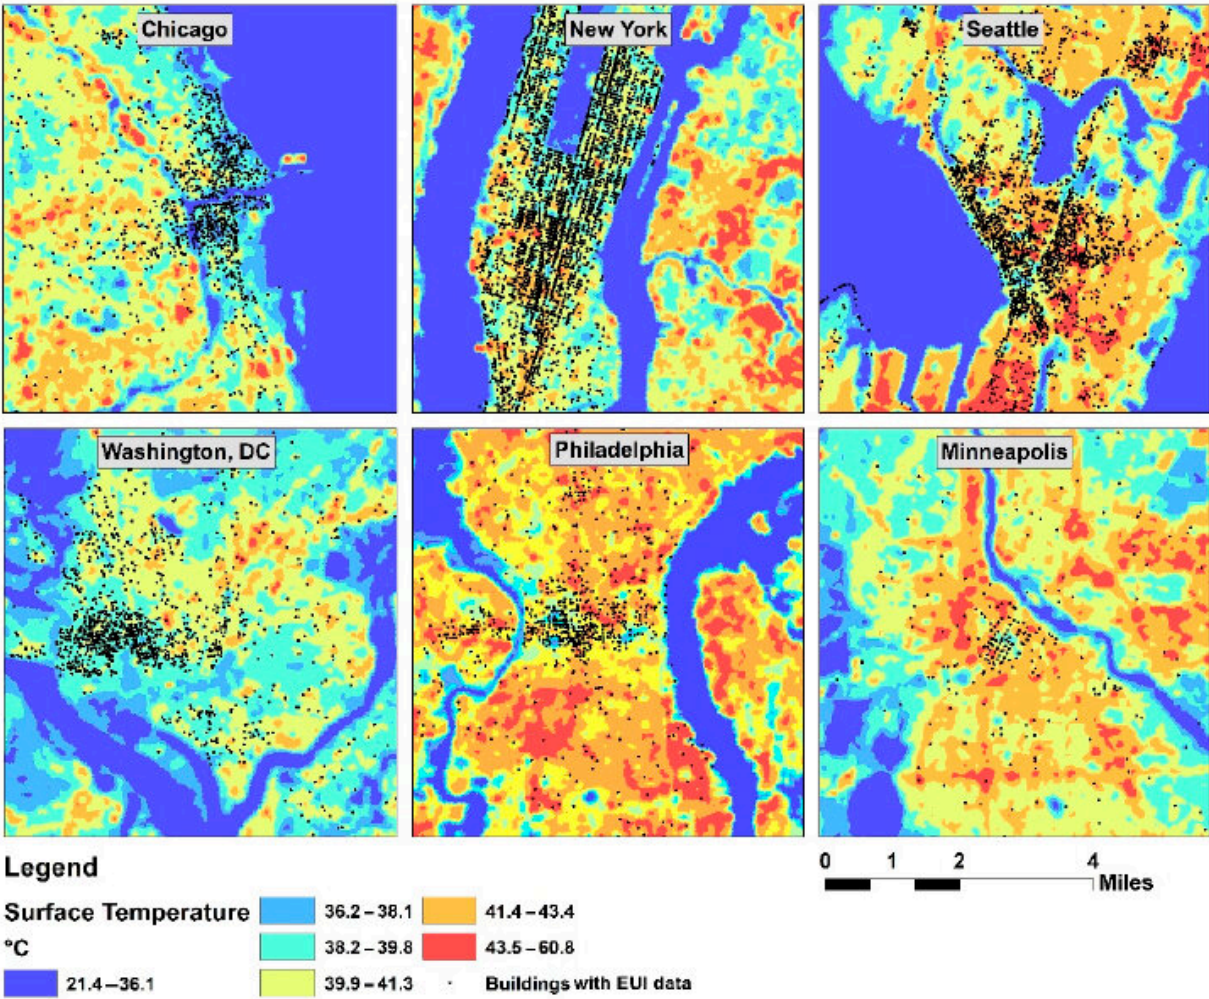 Chicago
New York
Seattle
Washington, DC
Philadelphia
Minneapolis
Legend
0 1 2 4
Miles
Surface Temperature
°C
21.4–36.1
36.2–38.1
38.2–39.8
39.9–41.3
41.4–43.4
43.5–60.8
Buildings with EUI data